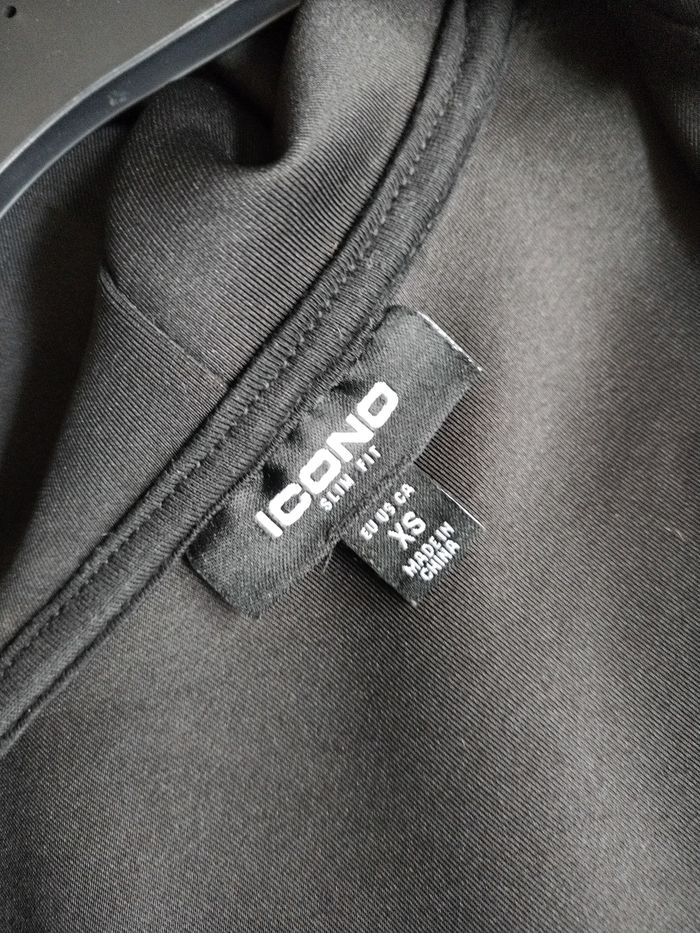 ICONO
SLIM FIT
EU US CA
XS
MADE IN
CHINA